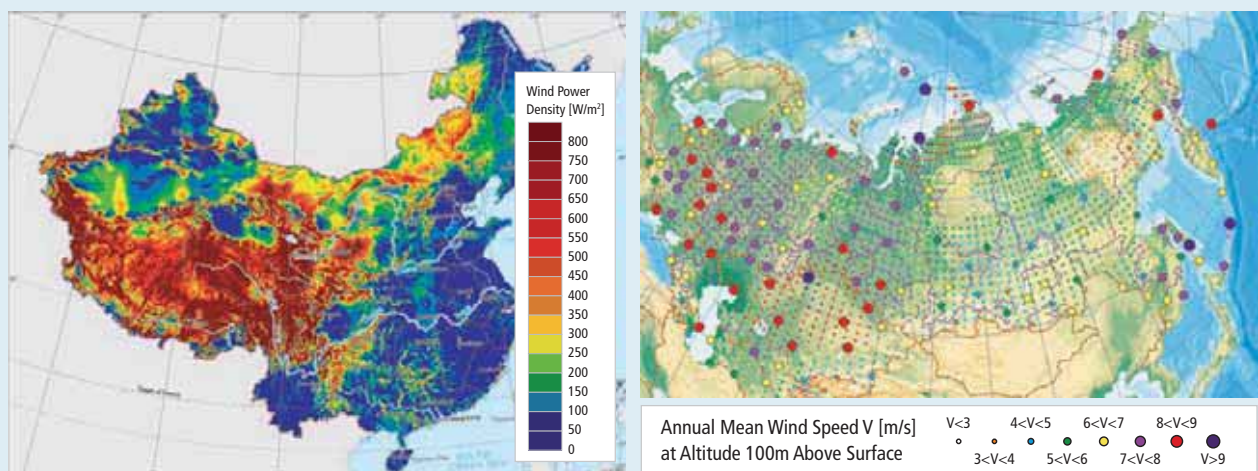 Wind Power
Density [W/m²]
800
750
700
650
600
550
500
450
400
350
300
250
200
150
100
50
0
Annual Mean Wind Speed V [m/s]
at Altitude 100m Above Surface
V<3
3<V<4
4<V<5
5<V<6
6<V<7
7<V<8
8<V<9
V>9